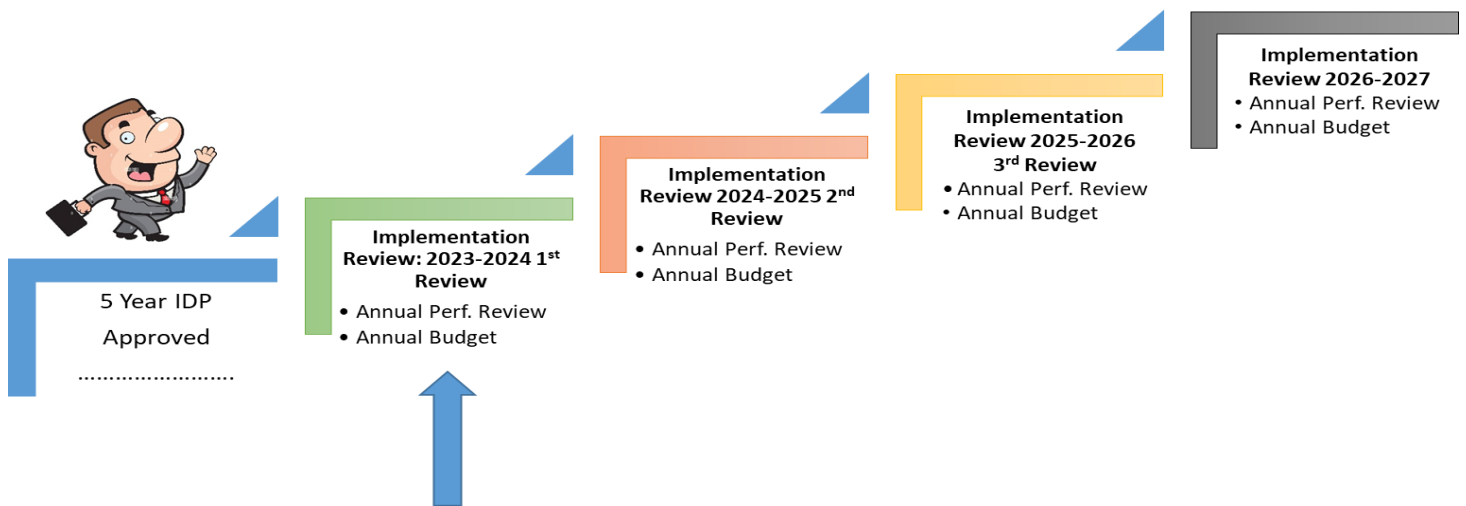 5 Year IDP
Approved
…………………….
Implementation
Review: 2023-2024 1st
Review
• Annual Perf. Review
• Annual Budget
Implementation
Review 2024-2025 2nd
Review
• Annual Perf. Review
• Annual Budget
Implementation
Review 2025-2026
3rd Review
• Annual Perf. Review
• Annual Budget
Implementation
Review 2026-2027
• Annual Perf. Review
• Annual Budget